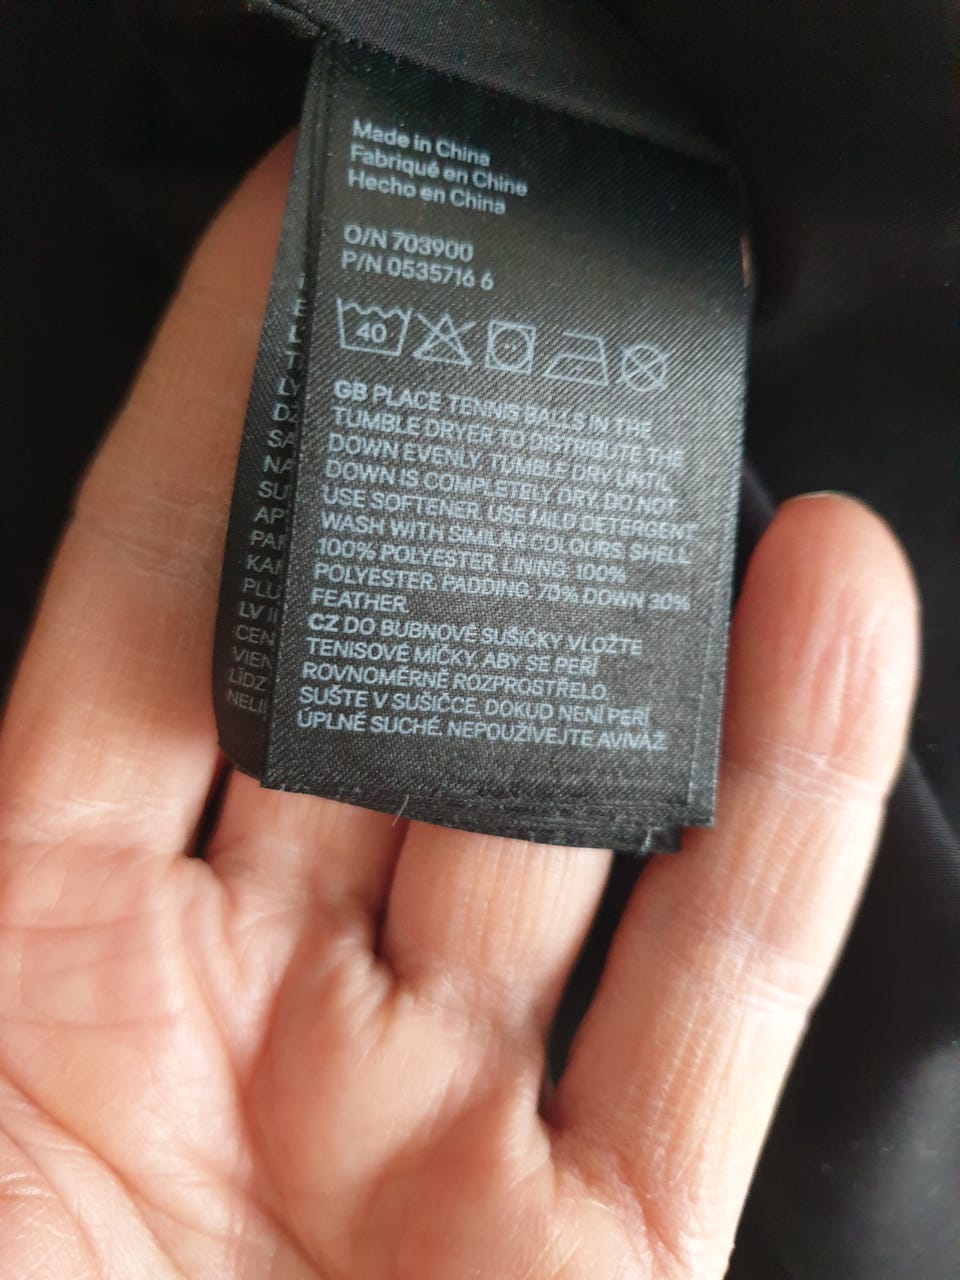 Made in China
Fabriqué en Chine
Hecho en China
O/N 703900
P/N 0535716 6
40
GB PLACE TENNIS BALLS IN THE
TUMBLE DRYER TO DISTRIBUTE THE
DOWN EVENLY. TUMBLE DRY UNTIL
DOWN IS COMPLETELY DRY. DO NOT
USE SOFTENER. USE MILD DETERGENT
WASH WITH SIMILAR COLOURS. SHELL
100% POLYESTER. LINING: 100%
POLYESTER. PADDING: 70% DOWN 30%
FEATHER.
CZ DO BUBNOVÉ SUŠIČKY VLOŽTE
TENISOVÉ MÍČKY, ABY SE PEŘÍ
ROVNOMĚRNĚ ROZPROSTŘELO.
SUŠTE V SUŠIČCE, DOKUD NENÍ PEŘÍ
ÚPLNĚ SUCHÉ. NEPOUŽÍVEJTE AVIVÁŽ.